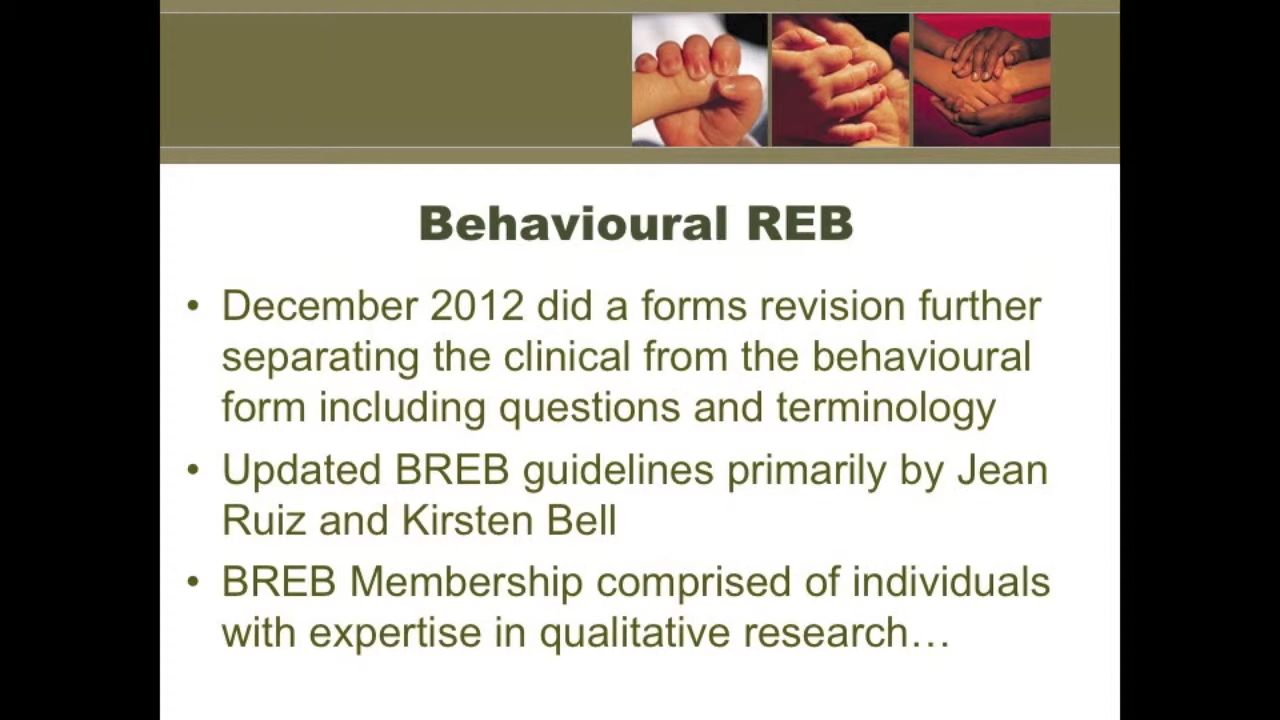 Behavioural REB
• December 2012 did a forms revision further
separating the clinical from the behavioural
form including questions and terminology
• Updated BREB guidelines primarily by Jean
Ruiz and Kirsten Bell
• BREB Membership comprised of individuals
with expertise in qualitative research…